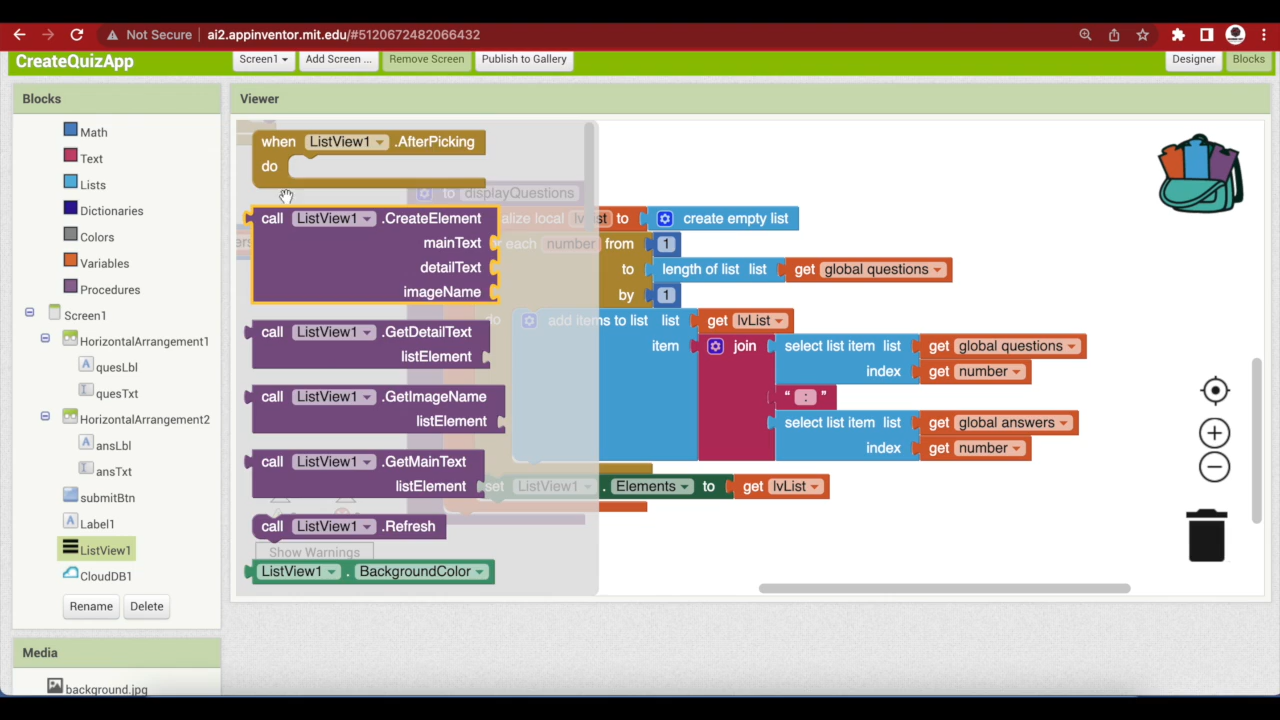 Not Secure | ai2.appinventor.mit.edu/#5120672482066432
CreateQuizApp
Screen1 Add Screen ... Remove Screen Publish to Gallery Designer Blocks
Blocks
Math
Text
Lists
Dictionaries
Colors
Variables
Procedures
Screen1
HorizontalArrangement1
quesLbl
quesTxt
HorizontalArrangement2
ansLbl
ansTxt
submitBtn
Label1
ListView1
CloudDB1
Rename Delete
Media
background.jpg
Viewer
when ListView1 .AfterPicking
do
call ListView1 .CreateElement
mainText
detailText
imageName
call ListView1 .GetDetailText
listElement
call ListView1 .GetImageName
listElement
call ListView1 .GetMainText
listElement
call ListView1 .Refresh
Show Warnings
ListView1 . BackgroundColor
to displayQuestions
to create empty list
each number from 1
to length of list list get global questions
by 1
do add items to list list get lvList
item join select list item list get global questions
index get number
“ : ”
select list item list get global answers
index get number
set ListView1 . Elements to get lvList